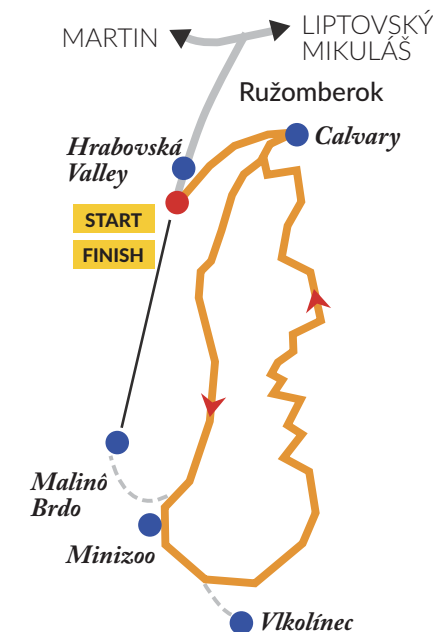 MARTIN
LIPTOVSKÝ
MIKULÁŠ
Ružomberok
Calvary
Hrabovská
Valley
START
FINISH
Malinô
Brdo
Minizoo
Vlkolínec